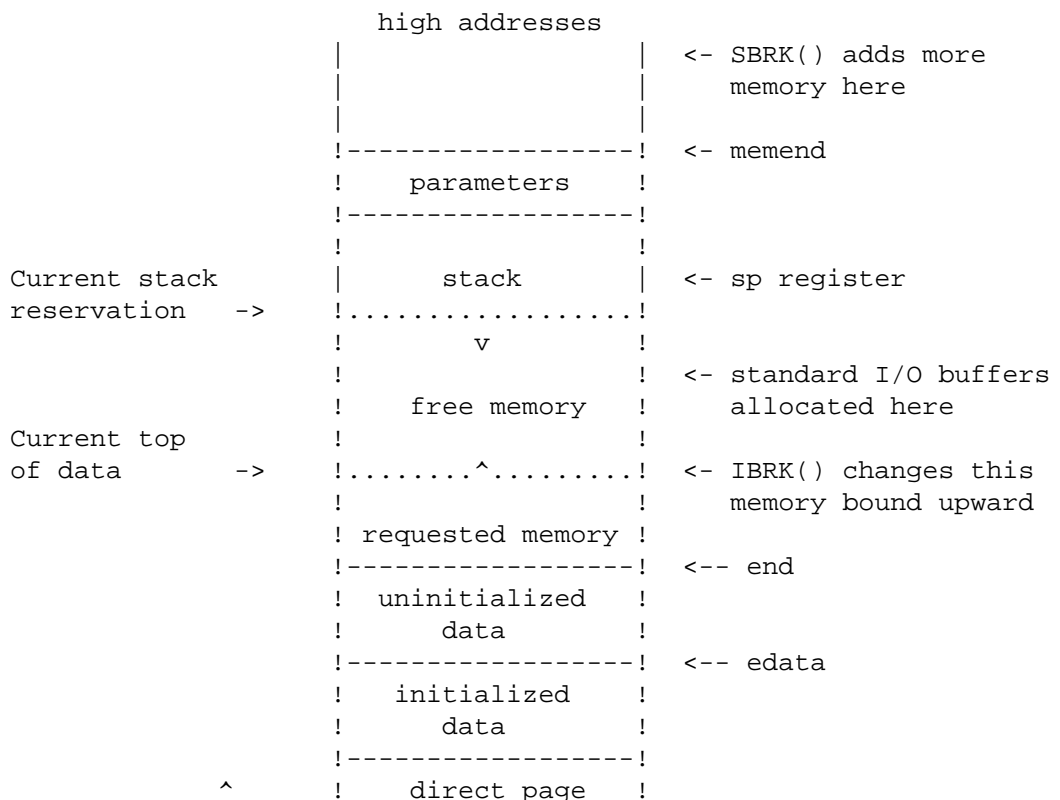 high addresses
                     |                   |  <- SBRK() adds more
                     |                   |     memory here
                     |                   |
                     !------------------!  <- memend
                     !    parameters    !
                     !------------------!
                     !                  !
Current stack        |      stack       |  <- sp register
reservation   ->     !..................!
                     !        v         !
                     !                  !  <- standard I/O buffers
                     !   free memory    !     allocated here
Current top          !                  !
of data       ->     !........^.........!  <- IBRK() changes this
                     !                  !     memory bound upward
                     ! requested memory !
                     !------------------!  <-- end
                     !  uninitialized   !
                     !      data        !
                     !------------------!  <-- edata
                     !   initialized    !
                     !      data        !
                     !------------------!
             ^       !   direct page    !